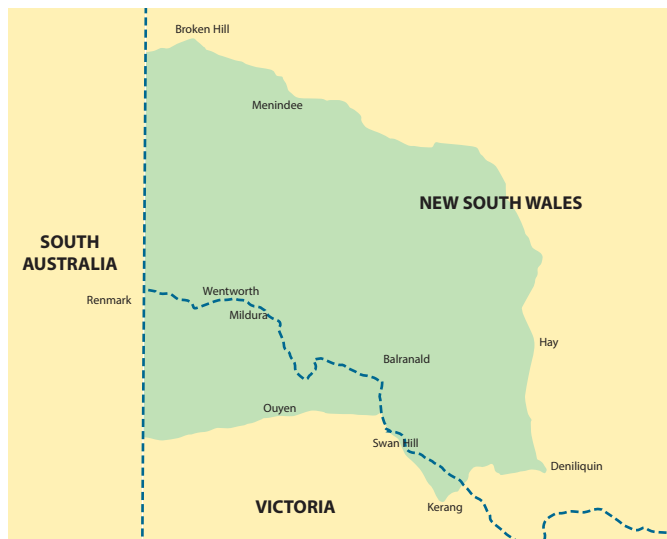 Broken Hill
Menindee
NEW SOUTH WALES
SOUTH
AUSTRALIA
Renmark
Wentworth
Mildura
Hay
Balranald
Ouyen
Swan Hill
Deniliquin
VICTORIA
Kerang